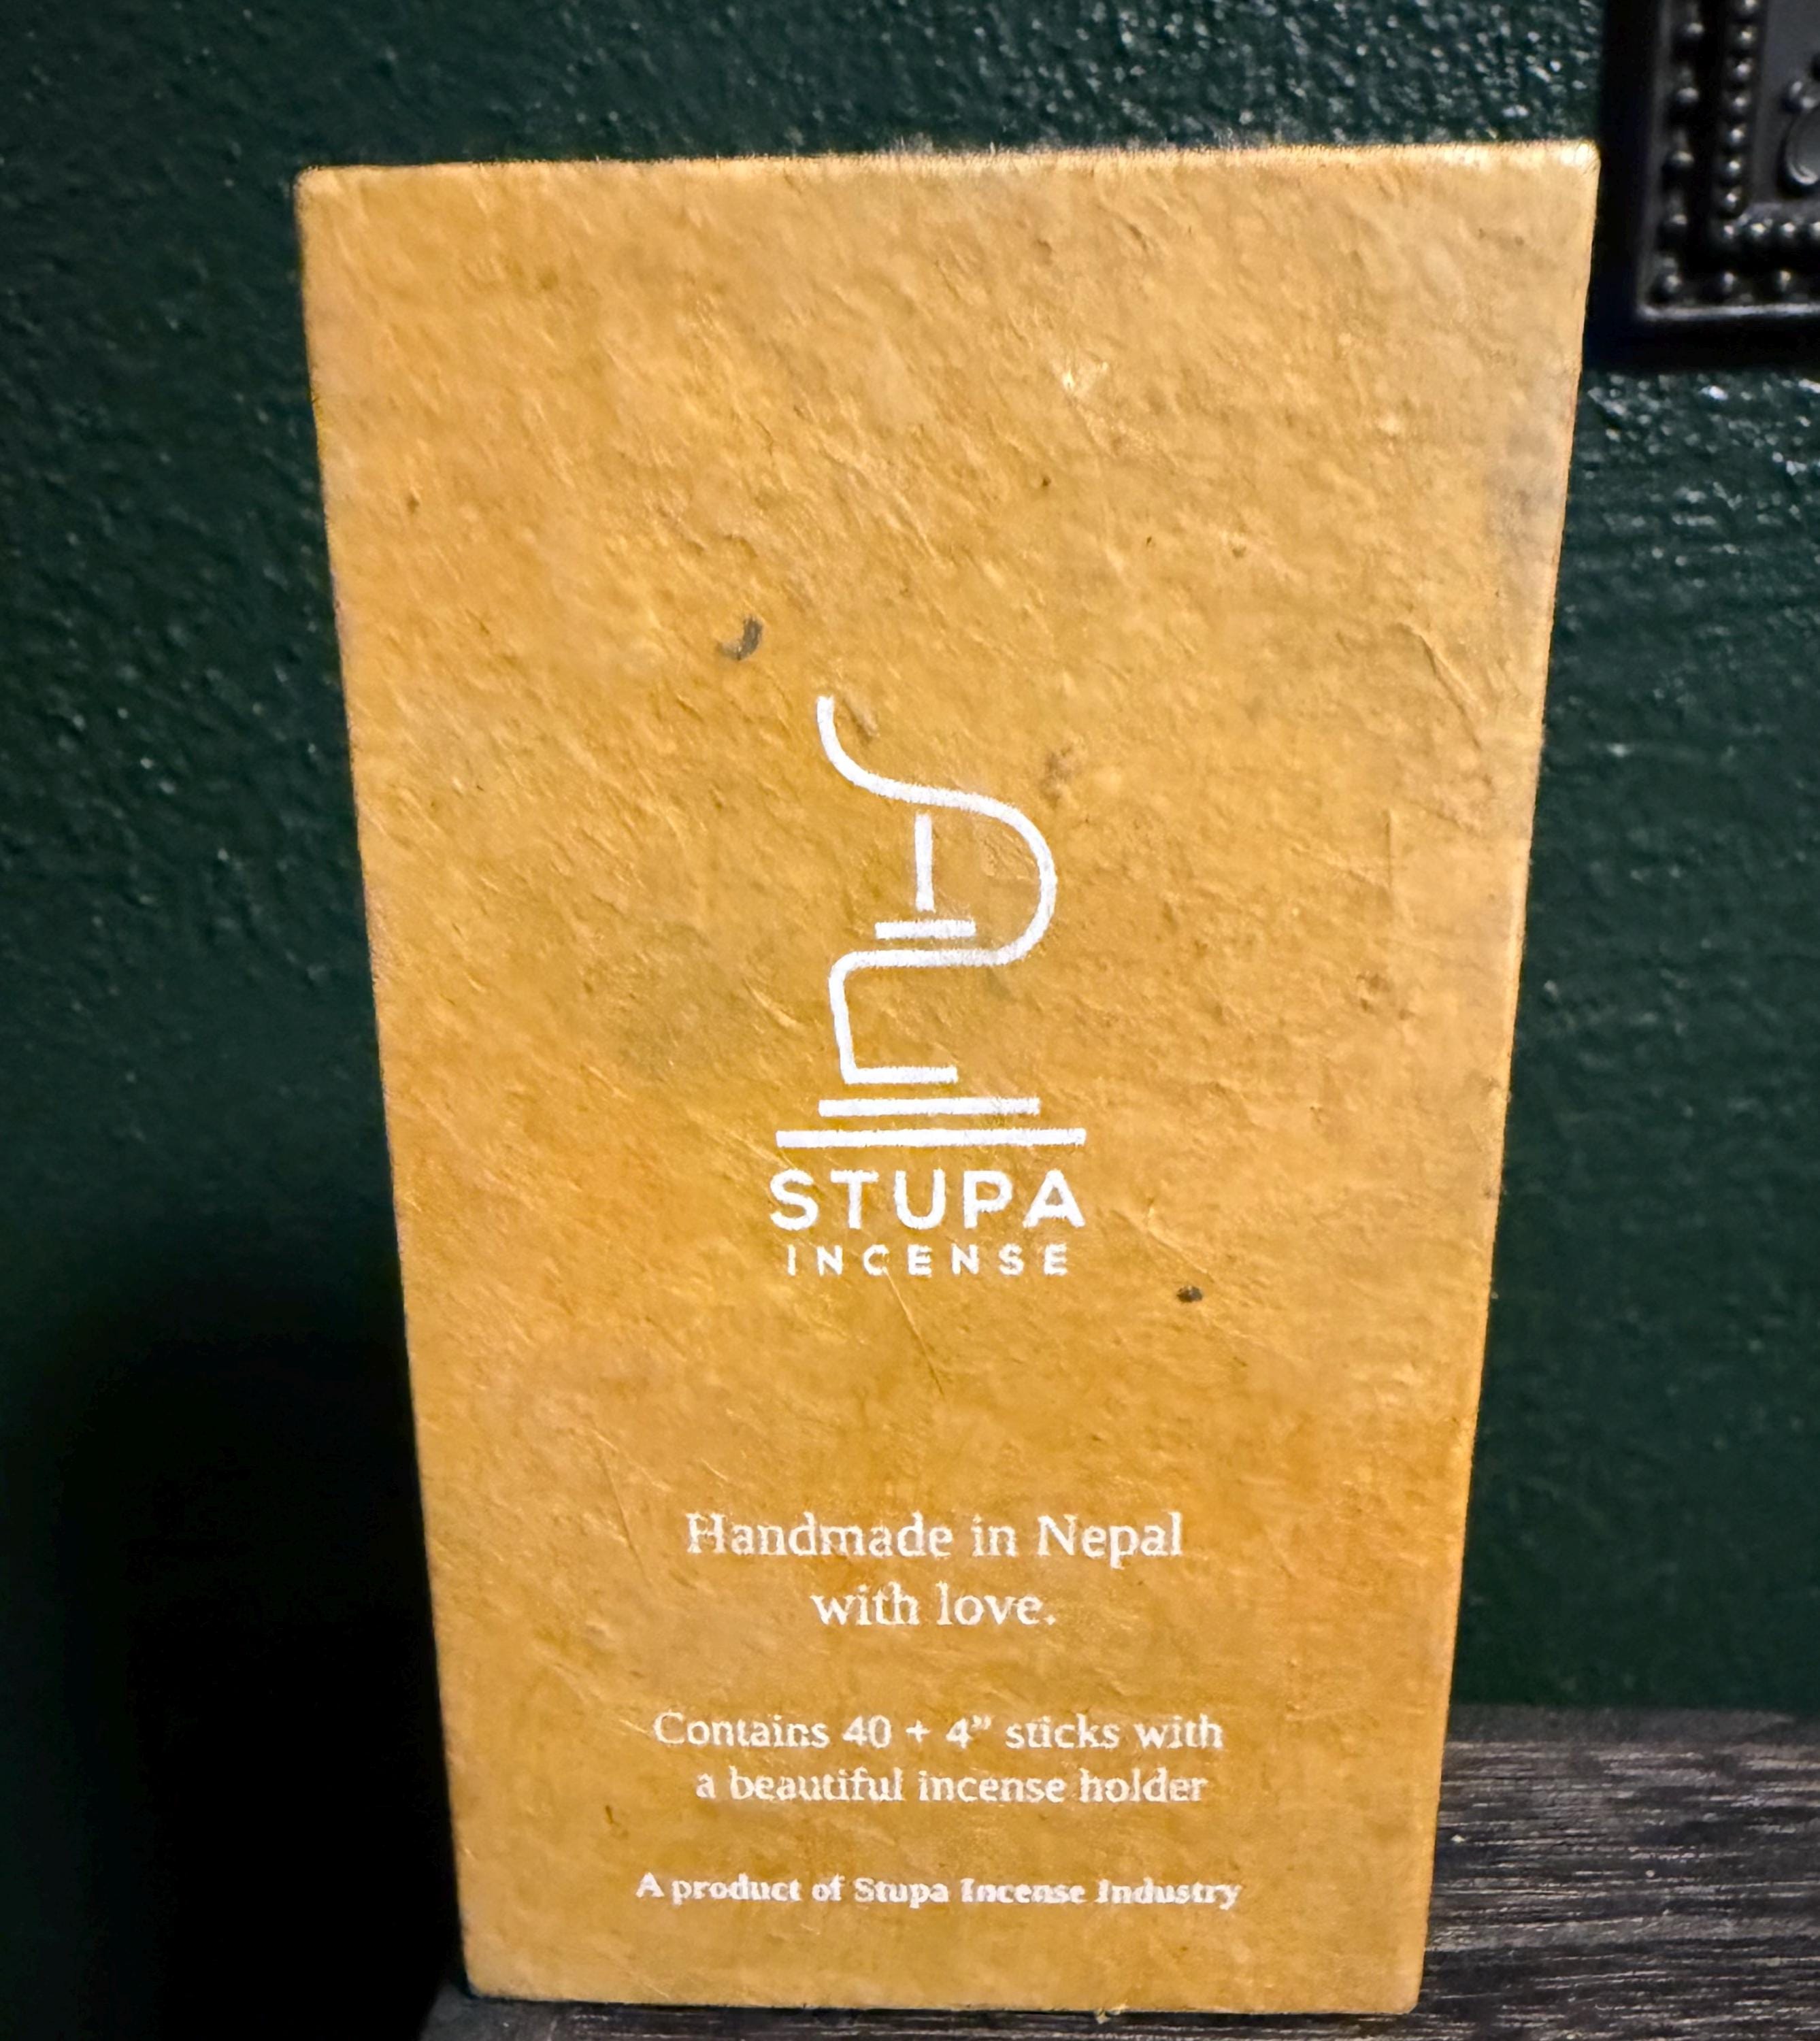 STUPA
INCENSE
Handmade in Nepal
with love.
Contains 40 + 4” sticks with
a beautiful incense holder
A product of Stupa Incense Industry